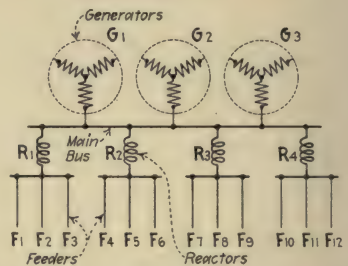 Generators
G1 G2 G3
Main
Bus
R1 R2 R3 R4
F1 F2 F3 F4 F5 F6 F7 F8 F9 F10 F11 F12
Feeders Reactors